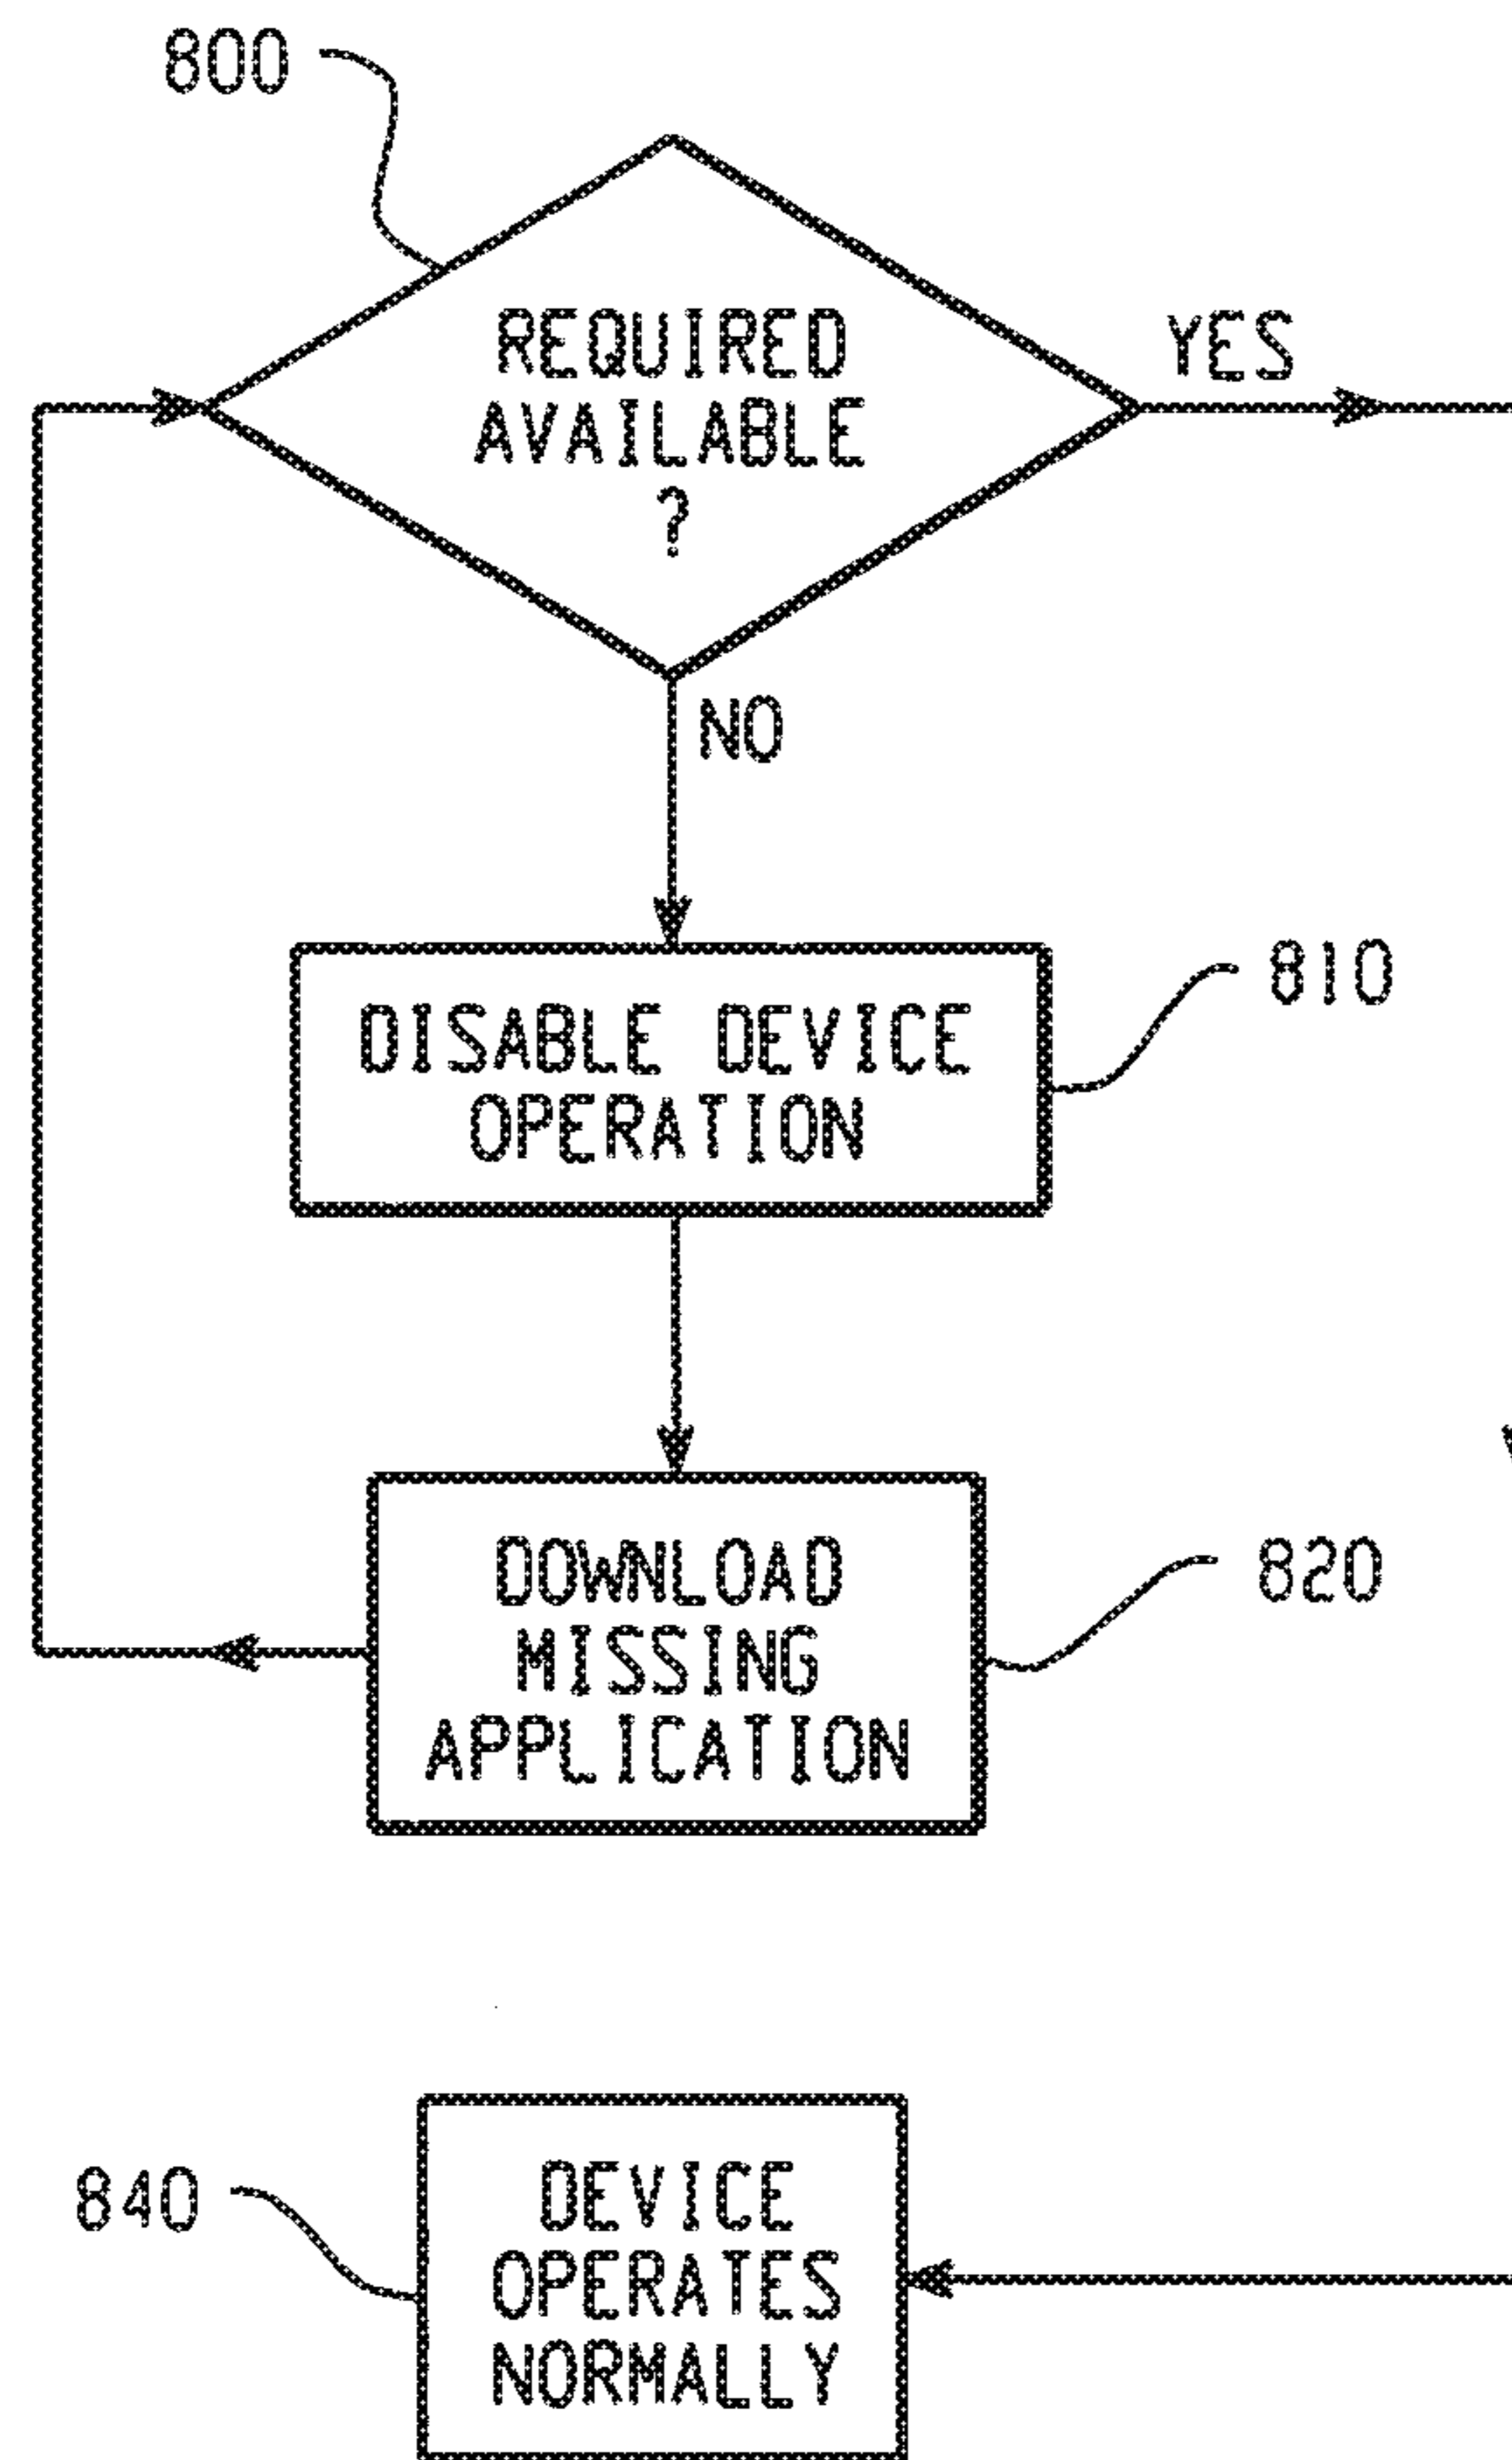 800
REQUIRED
AVAILABLE
?
YES
NO
DISABLE DEVICE
OPERATION
810
DOWNLOAD
MISSING
APPLICATION
820
840
DEVICE
OPERATES
NORMALLY